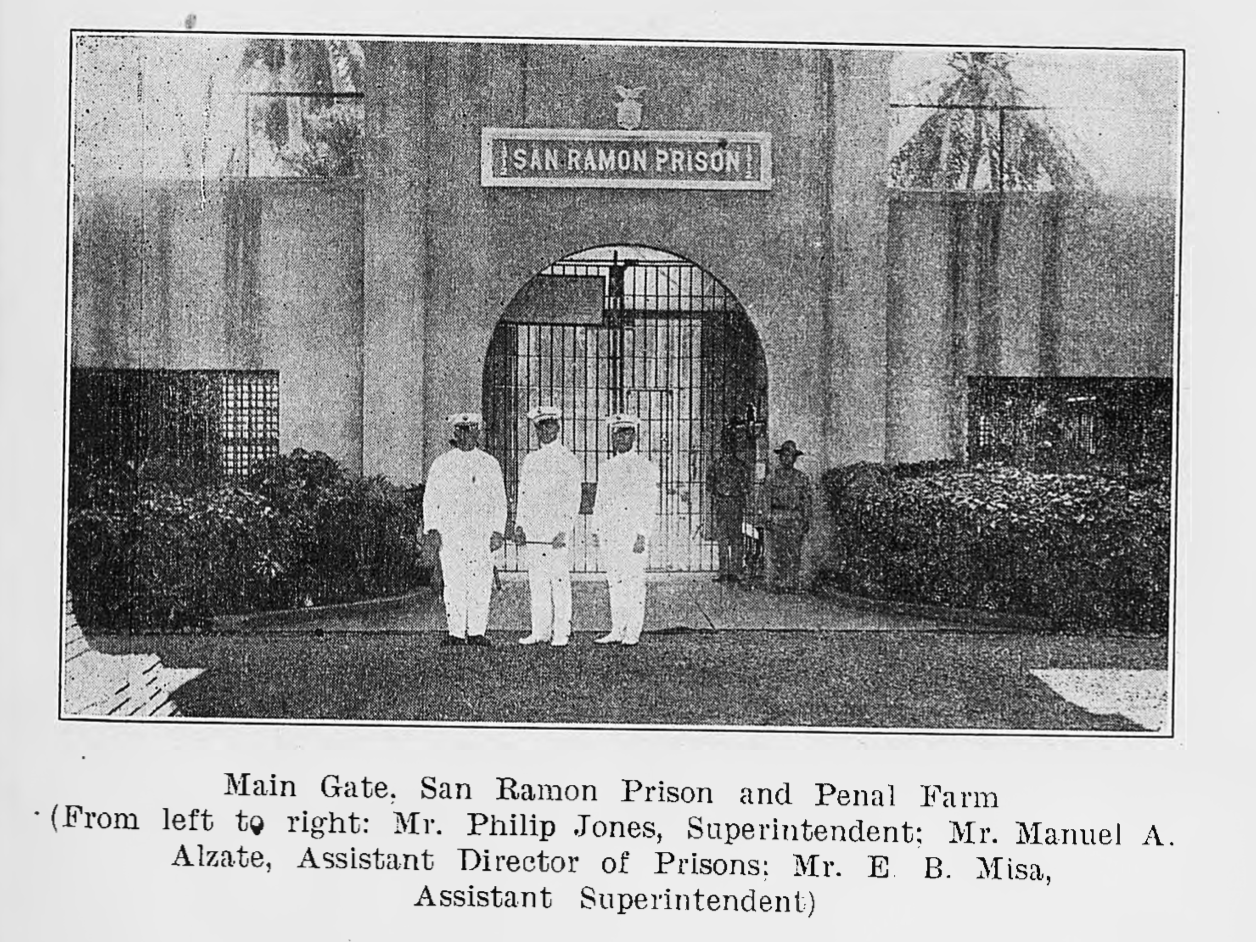 SAN RAMON PRISON
Main Gate, San Ramon Prison and Penal Farm
(From left to right: Mr. Philip Jones, Superintendent; Mr. Manuel A.
Alzate, Assistant Director of Prisons; Mr. E. B. Misa,
Assistant Superintendent)